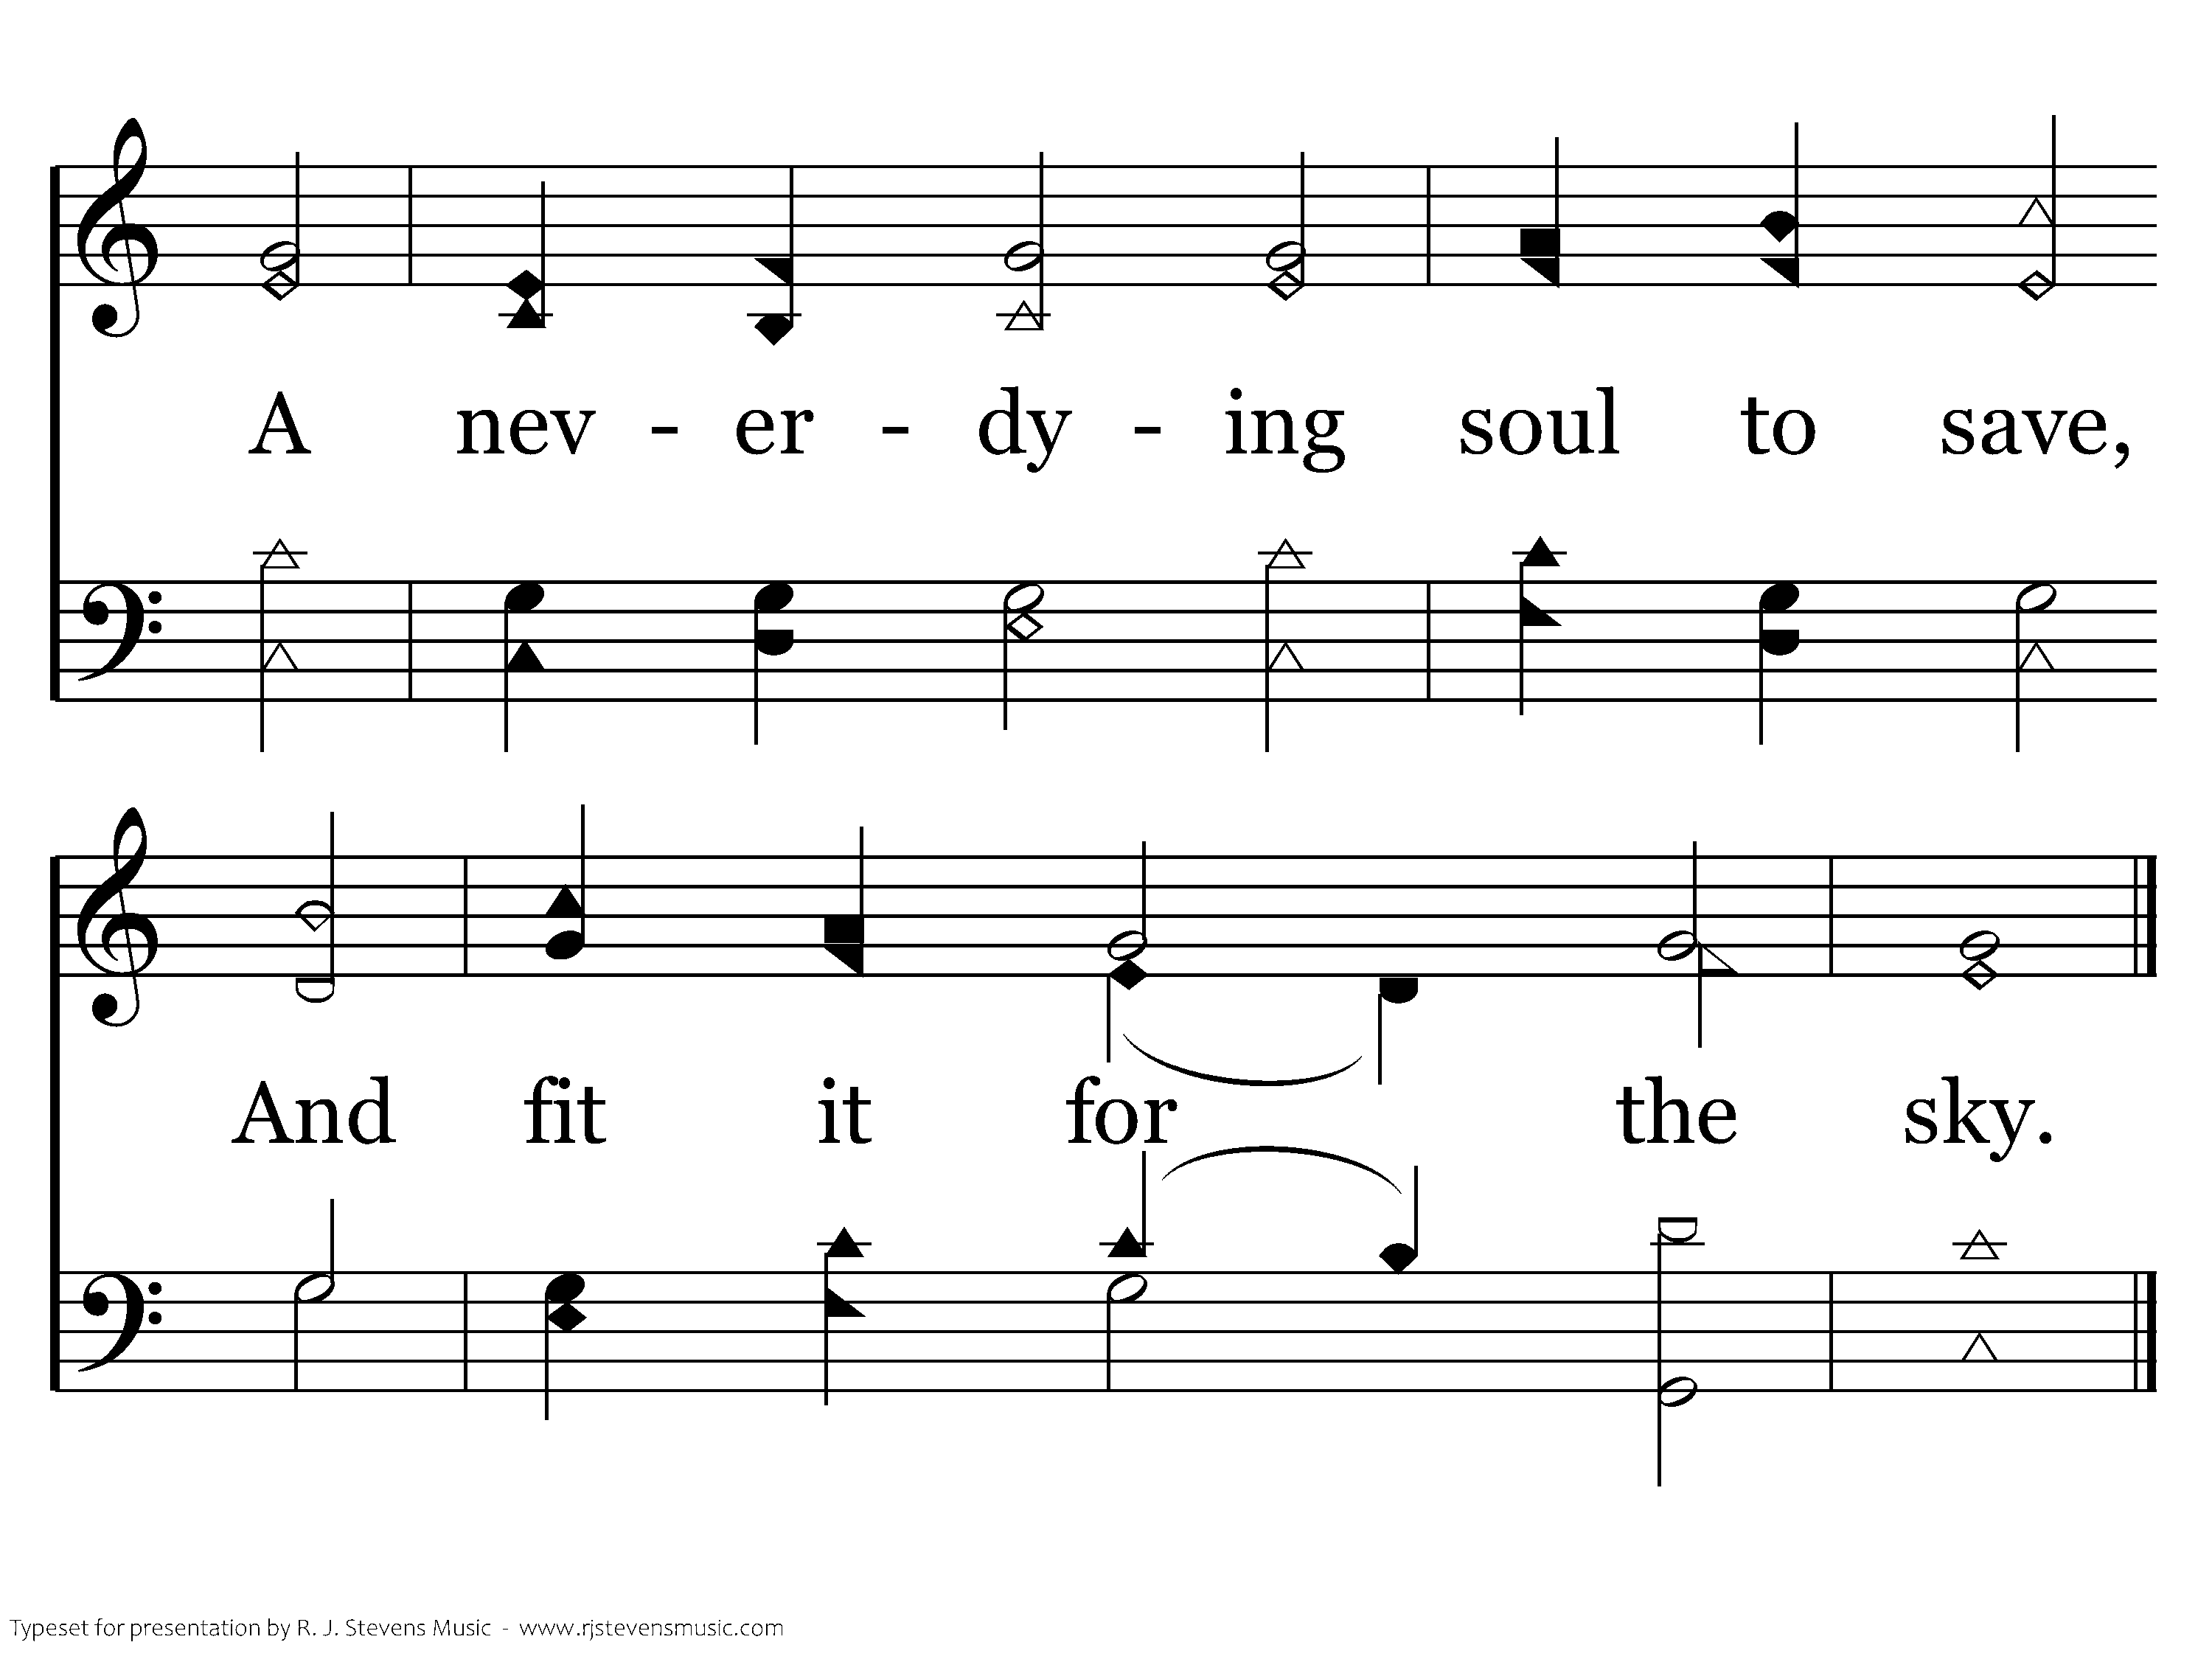 A nev - er - dy - ing soul to save,
And fit it for the sky.
Typeset for presentation by R. J. Stevens Music - www.rjstevensmusic.com